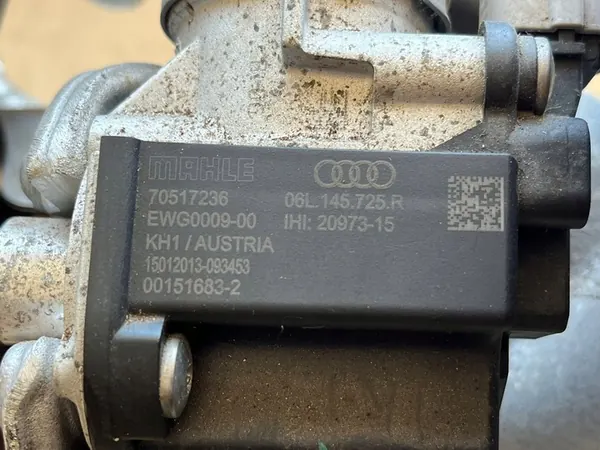 MAHLE
70517236 06L.145.725.R
EWG0009-00 IHI: 20973-15
KH1 / AUSTRIA
15012013-093453
00151683-2